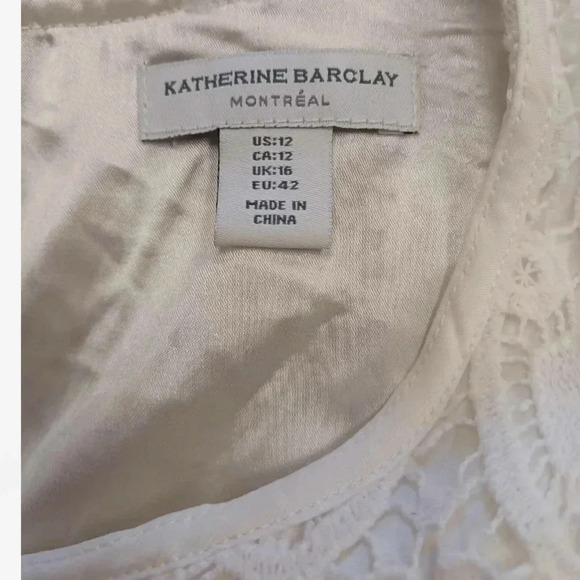 KATHERINE BARCLAY
MONTRÉAL
US:12
CA:12
UK:16
EU:42
MADE IN
CHINA